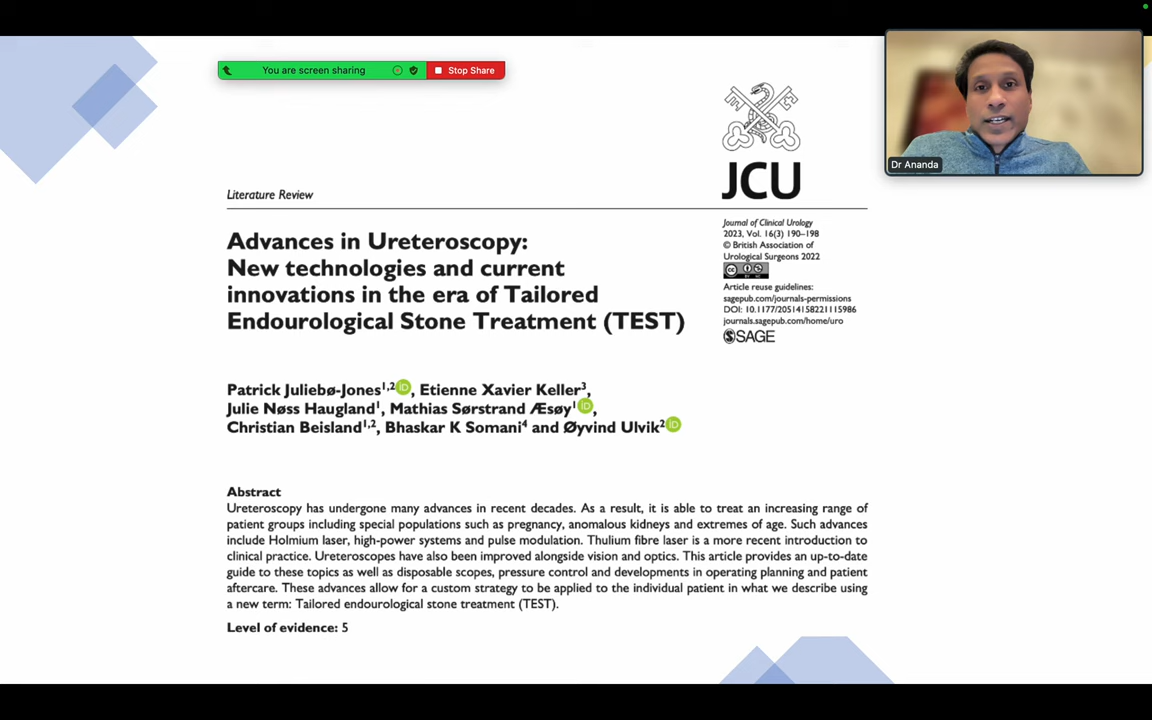 You are screen sharing
Stop Share
Dr Ananda
JCU
Literature Review
Journal of Clinical Urology
2023, Vol. 16(3) 190–198
© British Association of
Urological Surgeons 2022
Article reuse guidelines:
sagepub.com/journals-permissions
DOI: 10.1177/20514158221115986
journals.sagepub.com/home/uro
SAGE
Advances in Ureteroscopy:
New technologies and current
innovations in the era of Tailored
Endourological Stone Treatment (TEST)
Patrick Juliebø-Jones1,2 iD, Etienne Xavier Keller3,
Julie Nøss Haugland1, Mathias Sørstrand Æsøy1 iD,
Christian Beisland1,2, Bhaskar K Somani4 and Øyvind Ulvik2 iD
Abstract
Ureteroscopy has undergone many advances in recent decades. As a result, it is able to treat an increasing range of
patient groups including special populations such as pregnancy, anomalous kidneys and extremes of age. Such advances
include Holmium laser, high-power systems and pulse modulation. Thulium fibre laser is a more recent introduction to
clinical practice. Ureteroscopes have also been improved alongside vision and optics. This article provides an up-to-date
guide to these topics as well as disposable scopes, pressure control and developments in operating planning and patient
aftercare. These advances allow for a custom strategy to be applied to the individual patient in what we describe using
a new term: Tailored endourological stone treatment (TEST).
Level of evidence: 5